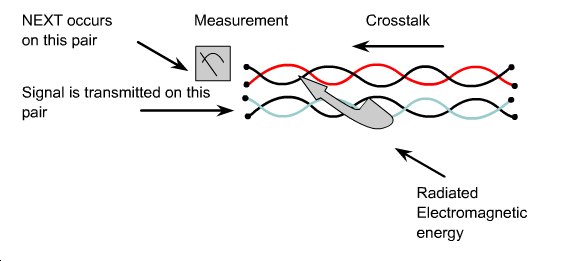 NEXT occurs
on this pair
Measurement
Crosstalk
Signal is transmitted on this
pair
Radiated
Electromagnetic
energy